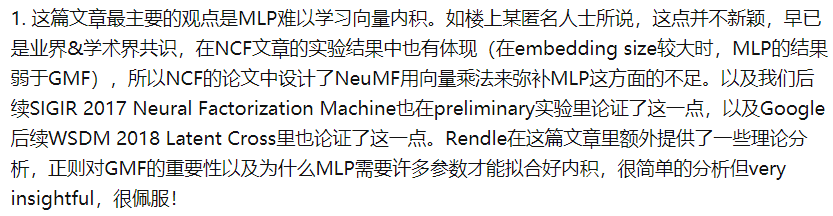 1. 这篇文章最主要的观点是MLP难以学习向量内积。如楼上某匿名人士所说，这点并不新颖，早已
是业界&学术界共识，在NCF文章的实验结果中也有体现（在embedding size较大时，MLP的结果
弱于GMF），所以NCF的论文中设计了NeuMF用向量乘法来弥补MLP这方面的不足。以及我们后
续SIGIR 2017 Neural Factorization Machine也在preliminary实验里论证了这一点，以及Google
后续WSDM 2018 Latent Cross里也论证了这一点。Rendle在这篇文章里额外提供了一些理论分
析，正则对GMF的重要性以及为什么MLP需要许多参数才能拟合好内积，很简单的分析但very
insightful，很佩服！